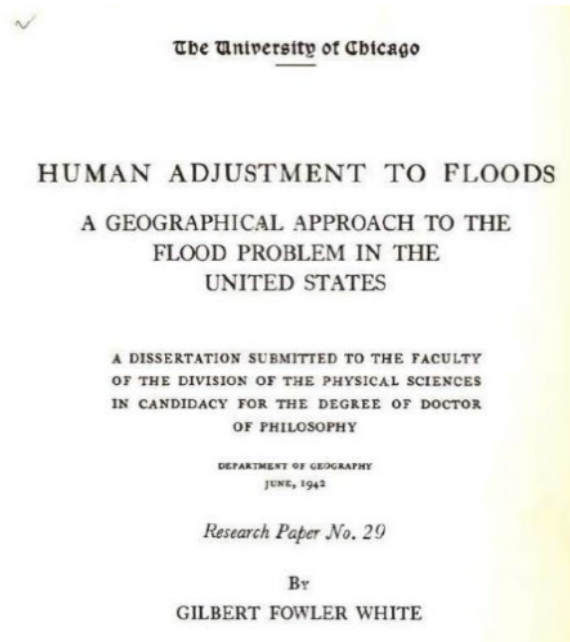 The University of Chicago
HUMAN ADJUSTMENT TO FLOODS
A GEOGRAPHICAL APPROACH TO THE
FLOOD PROBLEM IN THE
UNITED STATES
A DISSERTATION SUBMITTED TO THE FACULTY
OF THE DIVISION OF THE PHYSICAL SCIENCES
IN CANDIDACY FOR THE DEGREE OF DOCTOR
OF PHILOSOPHY
DEPARTMENT OF GEOGRAPHY
JUNE, 1942
Research Paper No. 29
By
GILBERT FOWLER WHITE